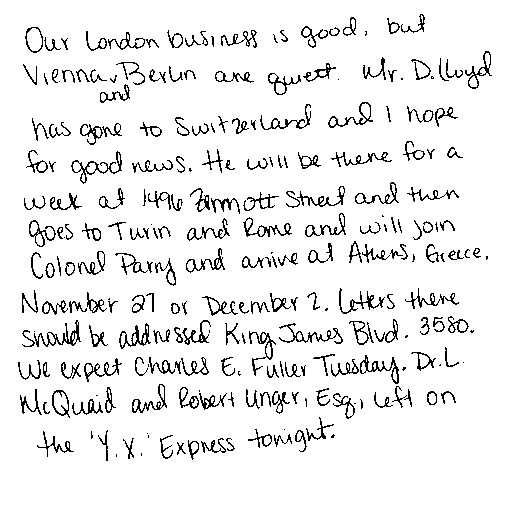 Our London business is good, but
Vienna and Berlin are quiett. Mr. D. Lloyd
has gone to Switzerland and I hope
for good news. He will be there for a
week at 1496 Zermott Street and then
goes to Turin and Rome and will join
Colonel Parry and arrive at Athens, Greece,
November 27 or December 2. Letters there
should be addressed King James Blvd. 3580.
We expect Charles E. Fuller Tuesday. Dr. L.
McQuaid and Robert Unger, Esq., left on
the 'Y.X.' Express tonight.